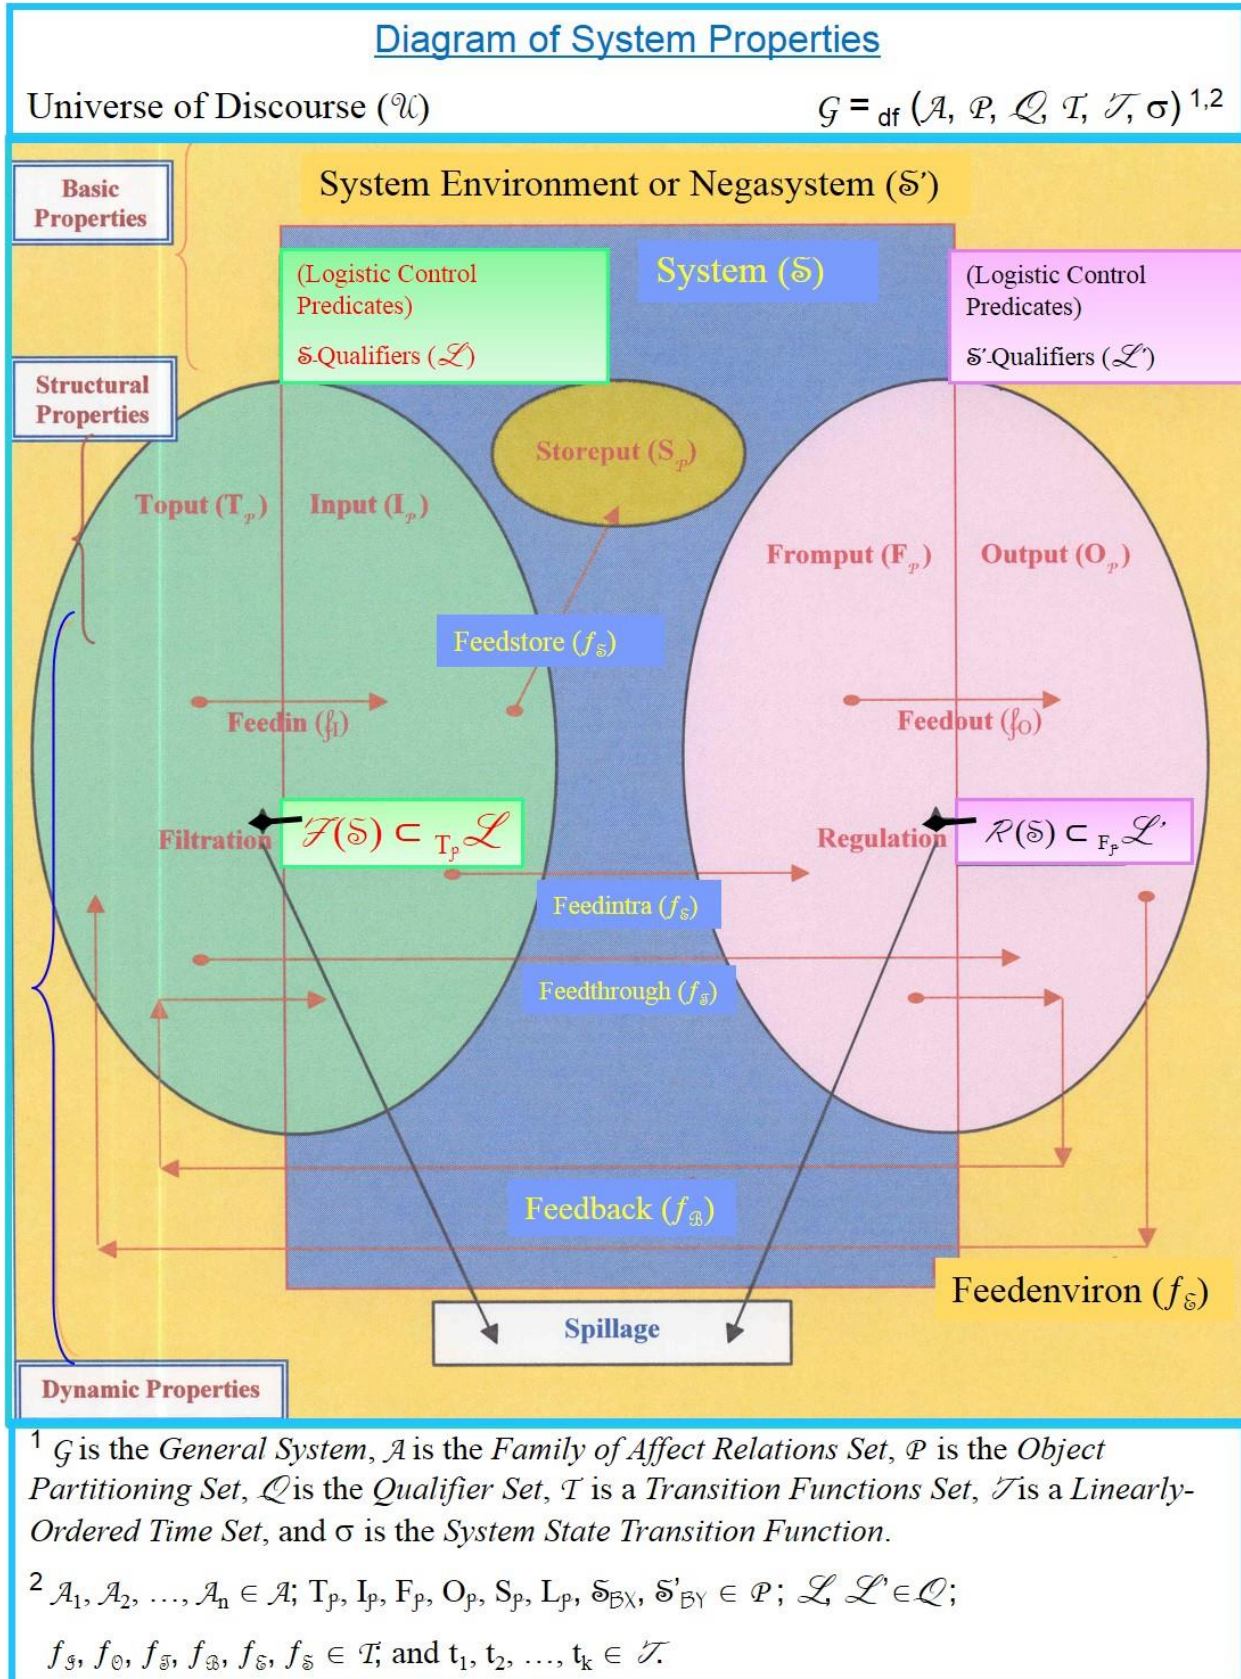 Diagram of System Properties
Universe of Discourse (𝒰)
𝒢 = df (𝒜, 𝒫, 𝒬, 𝒯, 𝒯, σ) 1,2
Basic
Properties
System Environment or Negasystem (𝕊’)
(Logistic Control
Predicates)
𝕊-Qualifiers (ℒ)
System (𝕊)
(Logistic Control
Predicates)
𝕊’-Qualifiers (ℒ’)
Structural
Properties
Storeput (S𝓅)
Toput (T𝓅)
Input (I𝓅)
Fromput (F𝓅)
Output (O𝓅)
Feedstore (f𝕊)
Feedin (fI)
Feedout (fO)
Filtration
ℱ(𝕊) ⊂ T𝓅 ℒ
Regulation
ℛ(𝕊) ⊂ F𝓅 ℒ’
Feedintra (f𝕊)
Feedthrough (f𝔗)
Feedback (fℬ)
Feedenviron (fℰ)
Spillage
Dynamic Properties
1 𝒢 is the General System, 𝒜 is the Family of Affect Relations Set, 𝒫 is the Object
Partitioning Set, 𝒬 is the Qualifier Set, 𝒯 is a Transition Functions Set, 𝒯 is a Linearly-
Ordered Time Set, and σ is the System State Transition Function.
2 𝒜1, 𝒜2, …, 𝒜n ∈ 𝒜; T𝓅, I𝓅, F𝓅, O𝓅, S𝓅, L𝓅, 𝕊ℬX, 𝕊’ℬY ∈ 𝒫; ℒ, ℒ’ ∈ 𝒬;
f𝒥, f𝒪, f𝔗, fℬ, fℰ, f𝕊 ∈ 𝒯; and t1, t2, …, tk ∈ 𝒯.